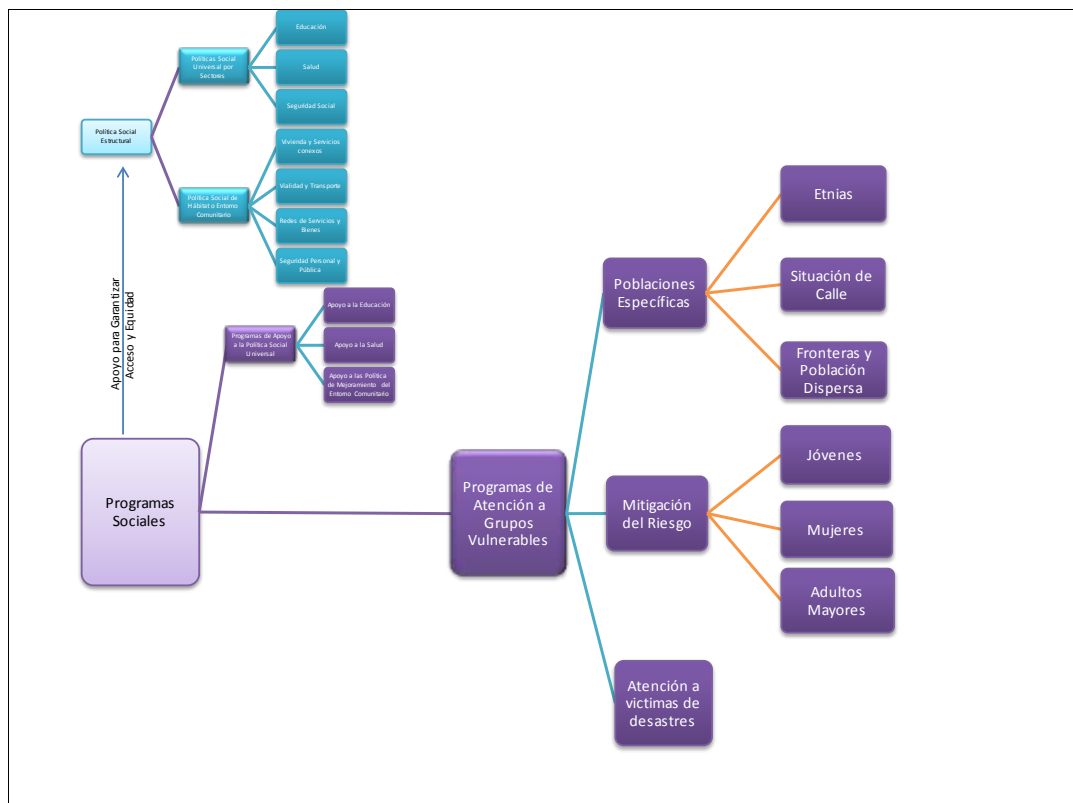 Educación
Políticas Social
Universal por
Sectores
Salud
Seguridad Social
Política Social
Estructural
Vivienda y Servicios
conexos
Vialidad y Transporte
Política Social de
Hábitat o Entorno
Comunitario
Redes de Servicios y
Bienes
Seguridad Personal y
Pública
Apoyo para Garantizar
Acceso y Equidad
Apoyo a la Educación
Programas de Apoyo
a la Política Social
Universal
Apoyo a la Salud
Apoyo a las Política
de Mejoramiento del
Entorno Comunitario
Programas
Sociales
Programas de
Atención a
Grupos
Vulnerables
Poblaciones
Específicas
Etnias
Situación de
Calle
Fronteras y
Población
Dispersa
Mitigación
del Riesgo
Jóvenes
Mujeres
Adultos
Mayores
Atención a
victimas de
desastres